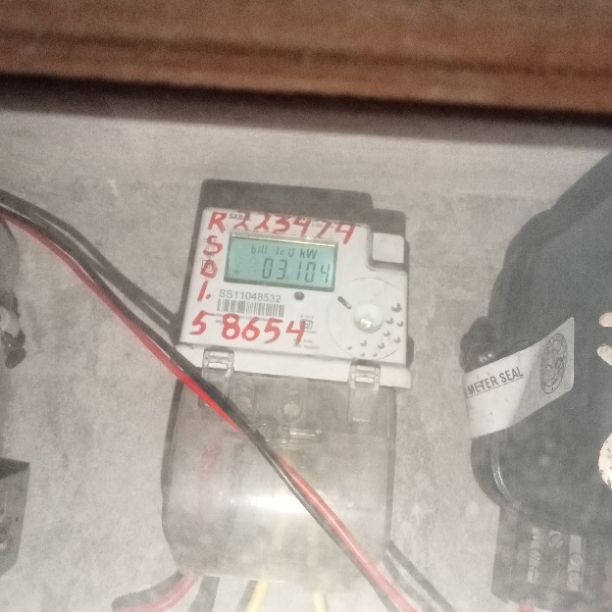 R223474
S
D
bill 1c0 kW
03.104
1. SS11048532
58654
METER SEAL